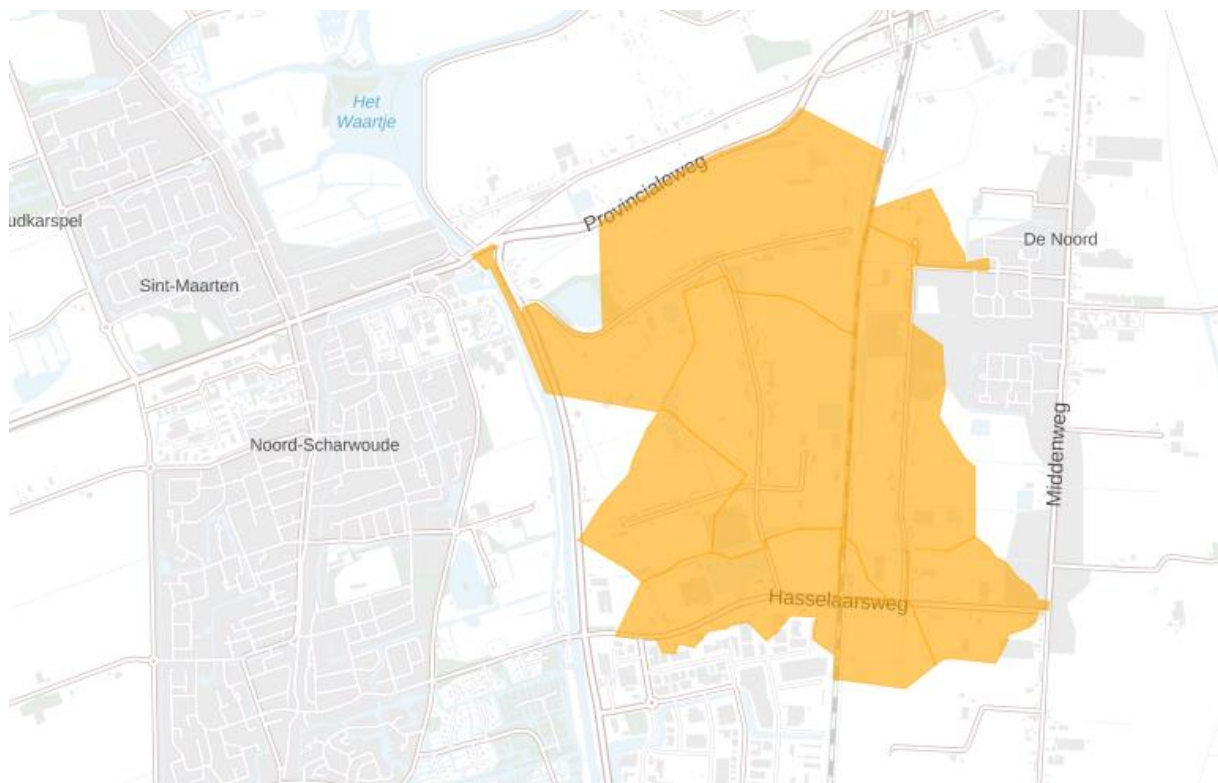 Het
Waartje
Provincialeweg
udkarspel
De Noord
Sint-Maarten
Noord-Scharwoude
Middenweg
Hasselaarsweg